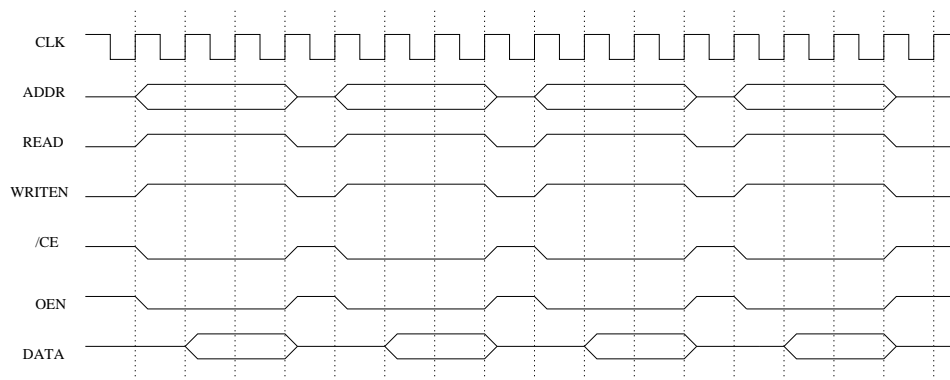 CLK
ADDR
READ
WRITEN
/CE
OEN
DATA